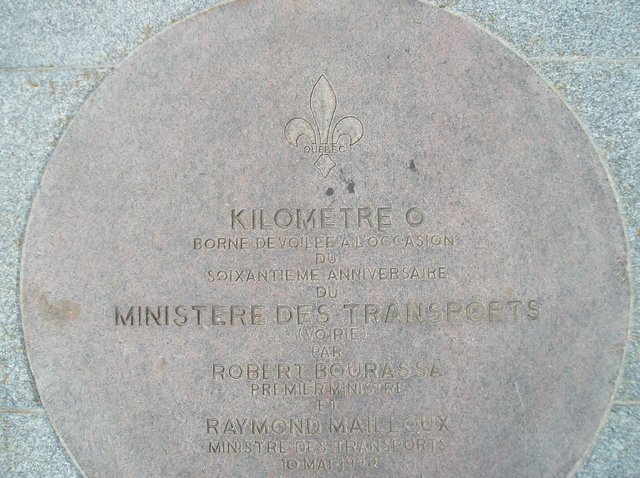 QUEBEC
KILOMETRE O
BORNE DEVOILEE A L'OCCASION
DU
SOIXANTIEME ANNIVERSAIRE
DU
MINISTERE DES TRANSPORTS
(VOIRIE)
PAR
ROBERT BOURASSA
PREMIER MINISTRE
ET
RAYMOND MAILLOUX
MINISTRE DES TRANSPORTS
10 MAI